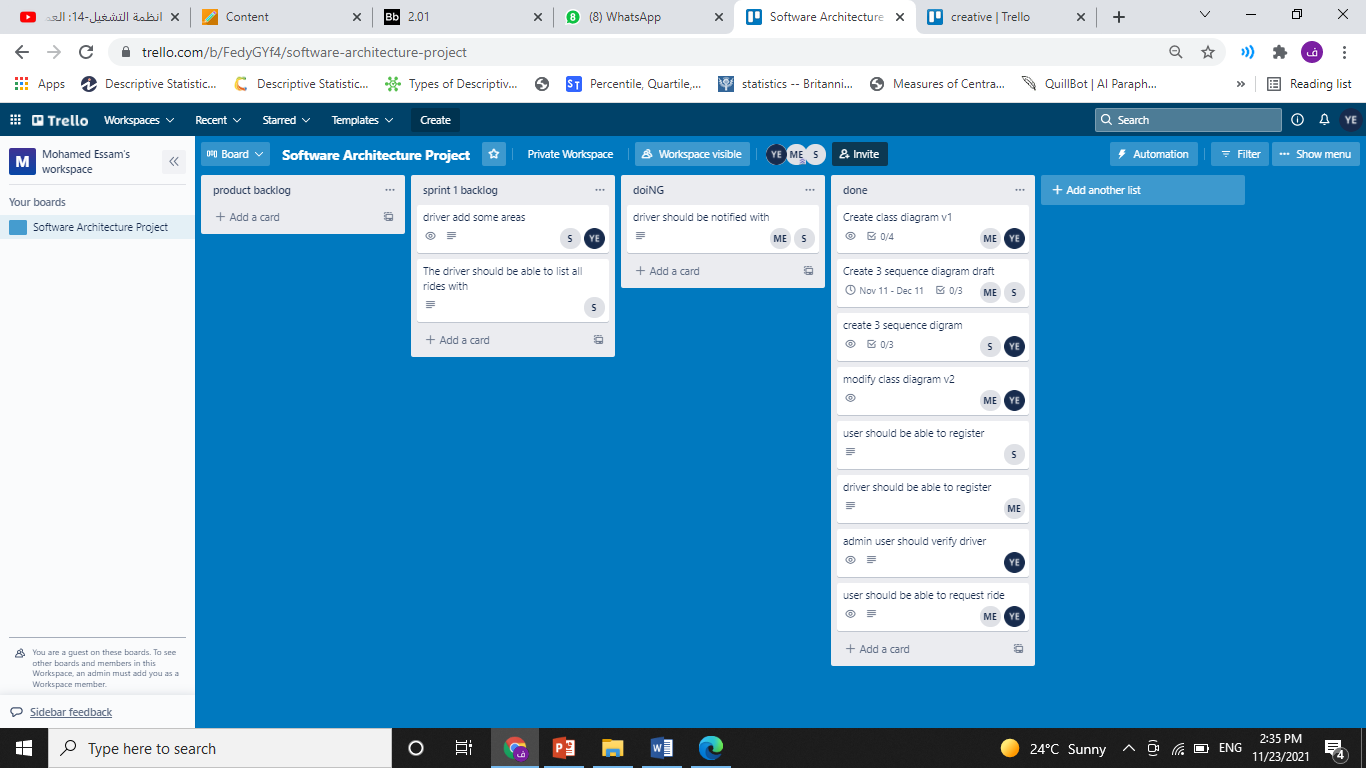 انظمة التشغيل-14: العد
Content
2.01
(8) WhatsApp
Software Architecture
creative | Trello
trello.com/b/FedyGYf4/software-architecture-project
Apps
Descriptive Statistic...
Descriptive Statistic...
Types of Descriptiv...
Percentile, Quartile,...
statistics -- Britanni...
Measures of Centra...
QuillBot | AI Paraph...
Reading list
Trello
Workspaces
Recent
Starred
Templates
Create
Search
YE
M
Mohamed Essam's
workspace
Your boards
Software Architecture Project
You are a guest on these boards. To see
other boards and members in this
Workspace, an admin must add you as a
Workspace member.
Sidebar feedback
Board
Software Architecture Project
Private Workspace
Workspace visible
YE ME S
Invite
Automation
Filter
Show menu
product backlog
+ Add a card
sprint 1 backlog
driver add some areas
S YE
The driver should be able to list all
rides with
S
+ Add a card
doiNG
driver should be notified with
ME S
+ Add a card
done
Create class diagram v1
0/4 ME YE
Create 3 sequence diagram draft
Nov 11 - Dec 11 0/3 ME S
create 3 sequence digram
0/3 S YE
modify class diagram v2
ME YE
user should be able to register
S
driver should be able to register
ME
admin user should verify driver
YE
user should be able to request ride
ME YE
+ Add a card
+ Add another list
Type here to search
24°C Sunny
ENG
2:35 PM
11/23/2021
4